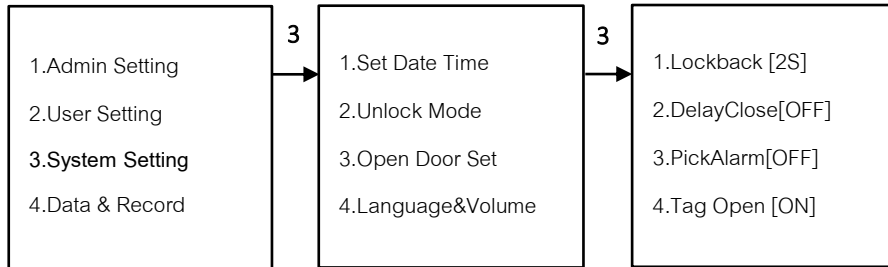 3
3
1.Admin Setting
2.User Setting
3.System Setting
4.Data & Record
1.Set Date Time
2.Unlock Mode
3.Open Door Set
4.Language&Volume
1.Lockback [2S]
2.DelayClose[OFF]
3.PickAlarm[OFF]
4.Tag Open [ON]